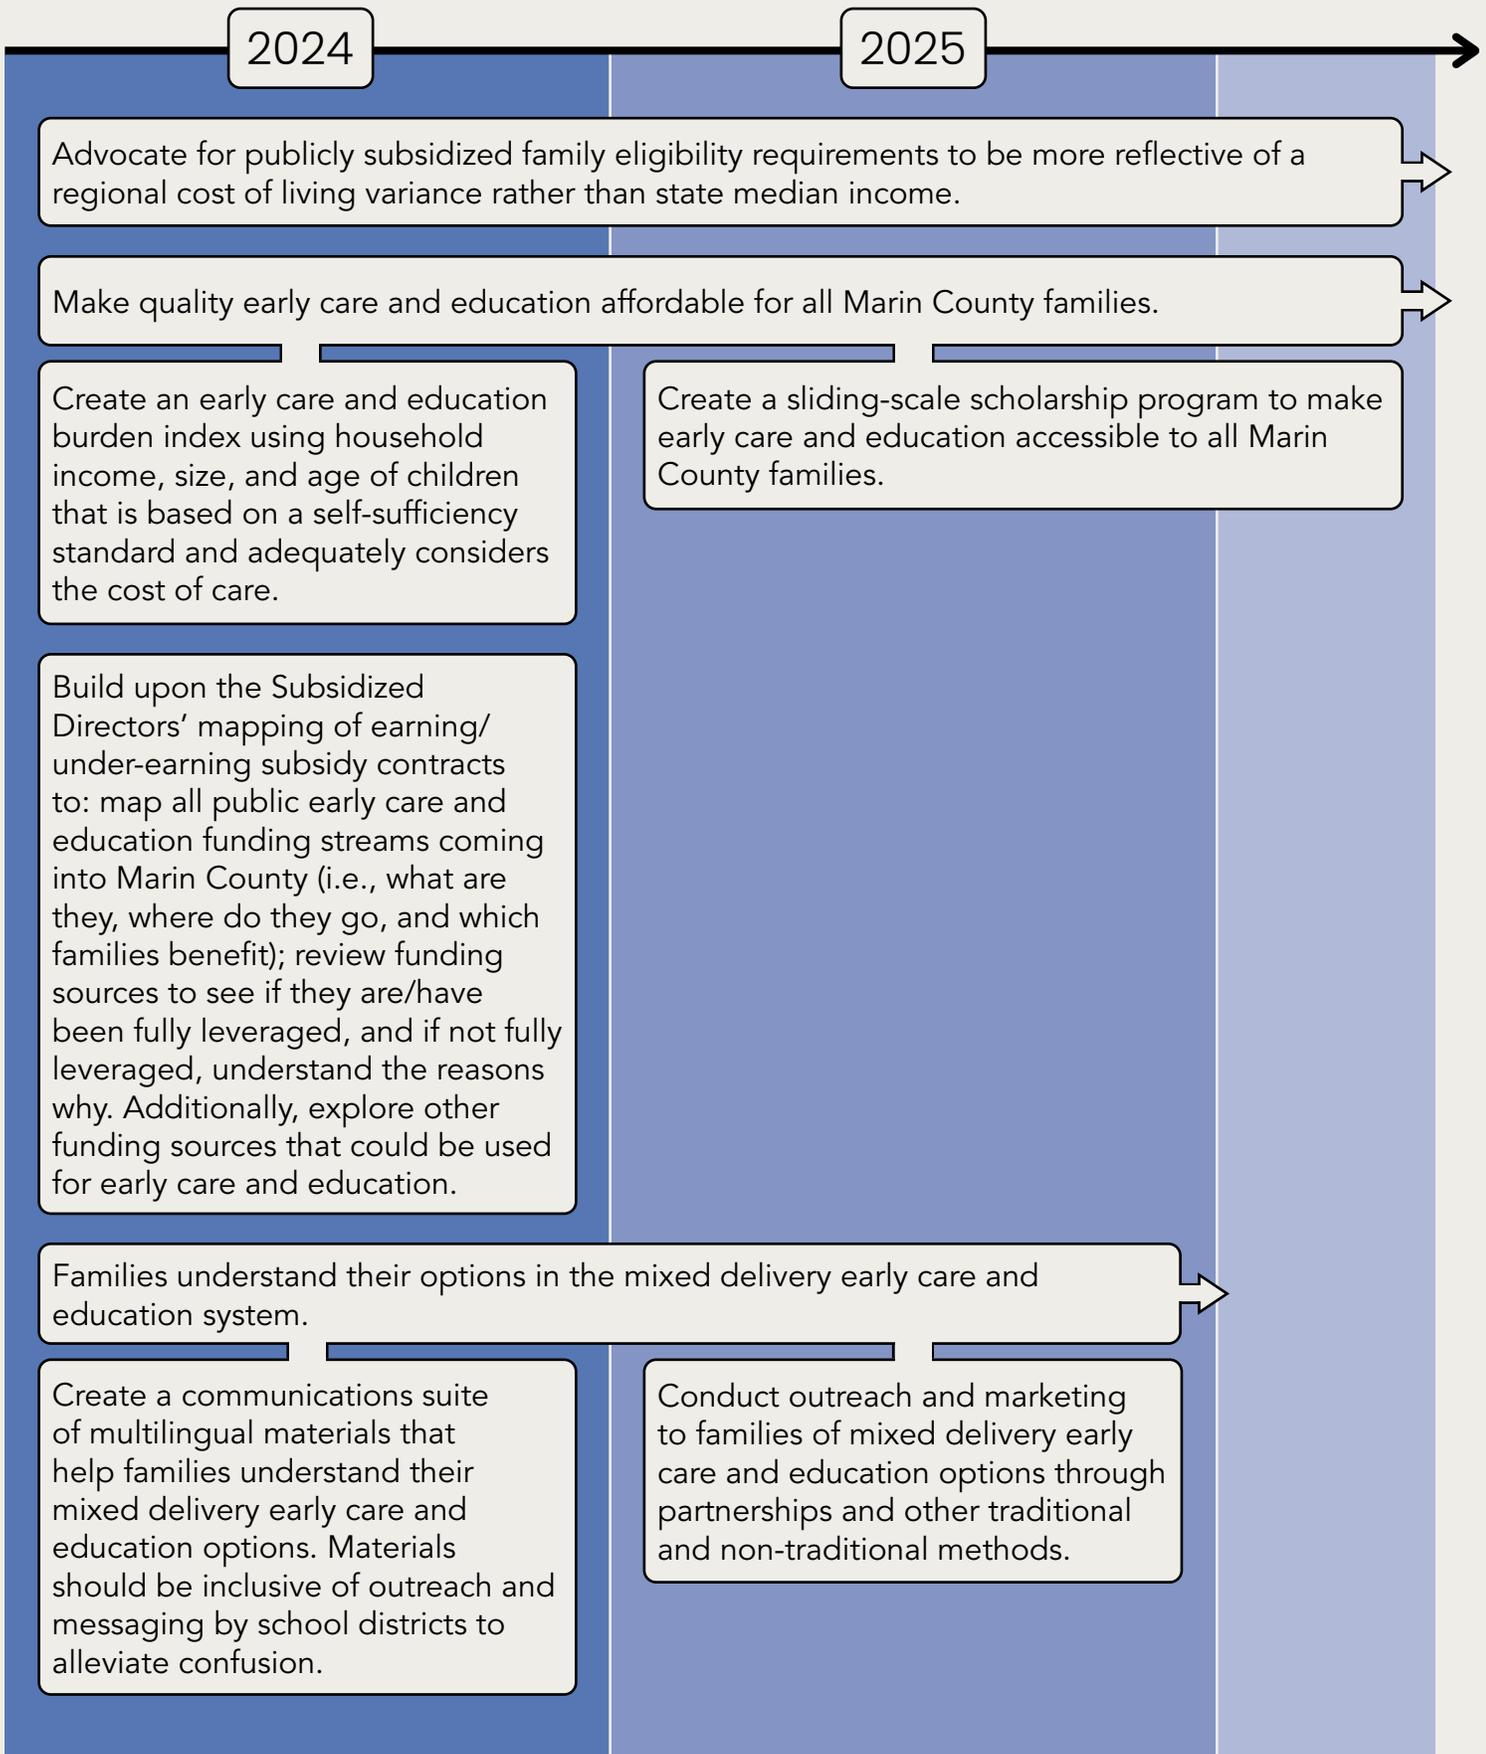 2024
2025
Advocate for publicly subsidized family eligibility requirements to be more reflective of a
regional cost of living variance rather than state median income.
Make quality early care and education affordable for all Marin County families.
Create an early care and education
burden index using household
income, size, and age of children
that is based on a self-sufficiency
standard and adequately considers
the cost of care.
Create a sliding-scale scholarship program to make
early care and education accessible to all Marin
County families.
Build upon the Subsidized
Directors’ mapping of earning/
under-earning subsidy contracts
to: map all public early care and
education funding streams coming
into Marin County (i.e., what are
they, where do they go, and which
families benefit); review funding
sources to see if they are/have
been fully leveraged, and if not fully
leveraged, understand the reasons
why. Additionally, explore other
funding sources that could be used
for early care and education.
Families understand their options in the mixed delivery early care and
education system.
Create a communications suite
of multilingual materials that
help families understand their
mixed delivery early care and
education options. Materials
should be inclusive of outreach and
messaging by school districts to
alleviate confusion.
Conduct outreach and marketing
to families of mixed delivery early
care and education options through
partnerships and other traditional
and non-traditional methods.